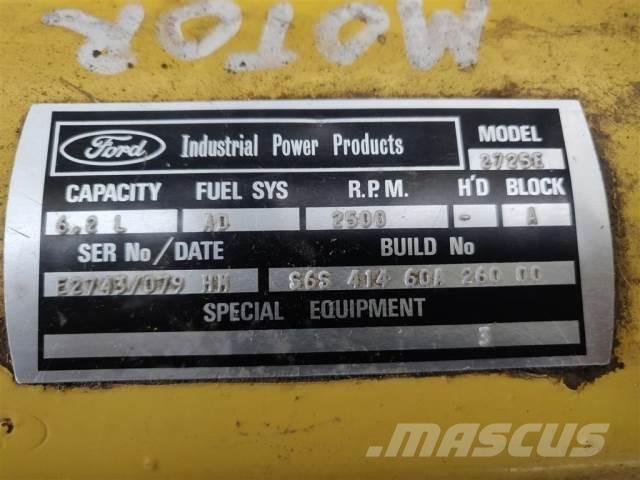 MOTOR
Ford Industrial Power Products MODEL
2725E
CAPACITY FUEL SYS R.P.M. H'D BLOCK
6.2 L AD 2500 - A
SER No/DATE BUILD No
E2743/079 HH S6S 414 60A 260 00
SPECIAL EQUIPMENT
3
MASCUS